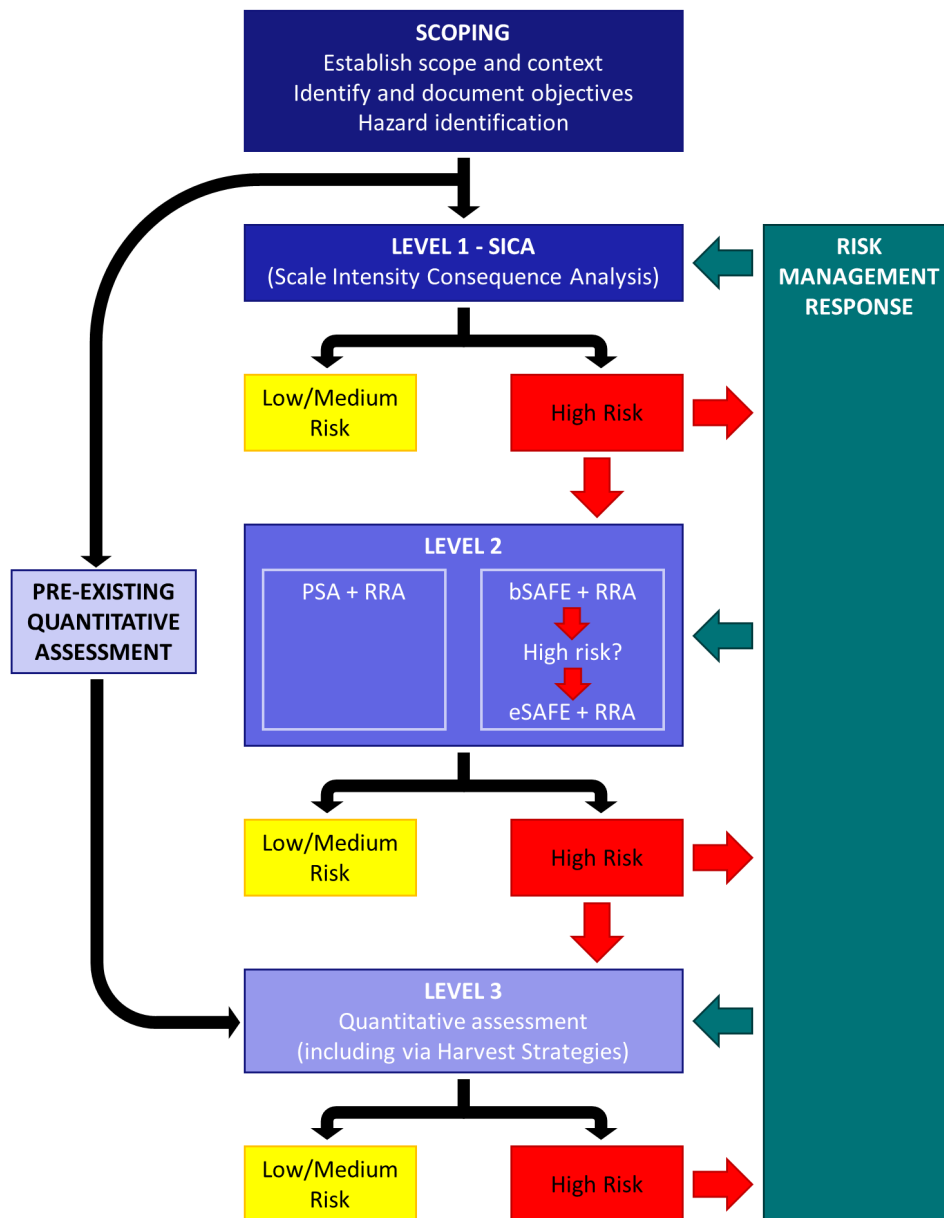 SCOPING
Establish scope and context
Identify and document objectives
Hazard identification
LEVEL 1 - SICA
(Scale Intensity Consequence Analysis)
RISK
MANAGEMENT
RESPONSE
Low/Medium
Risk
High Risk
LEVEL 2
PSA + RRA
bSAFE + RRA
High risk?
eSAFE + RRA
PRE-EXISTING
QUANTITATIVE
ASSESSMENT
Low/Medium
Risk
High Risk
LEVEL 3
Quantitative assessment
(including via Harvest Strategies)
Low/Medium
Risk
High Risk